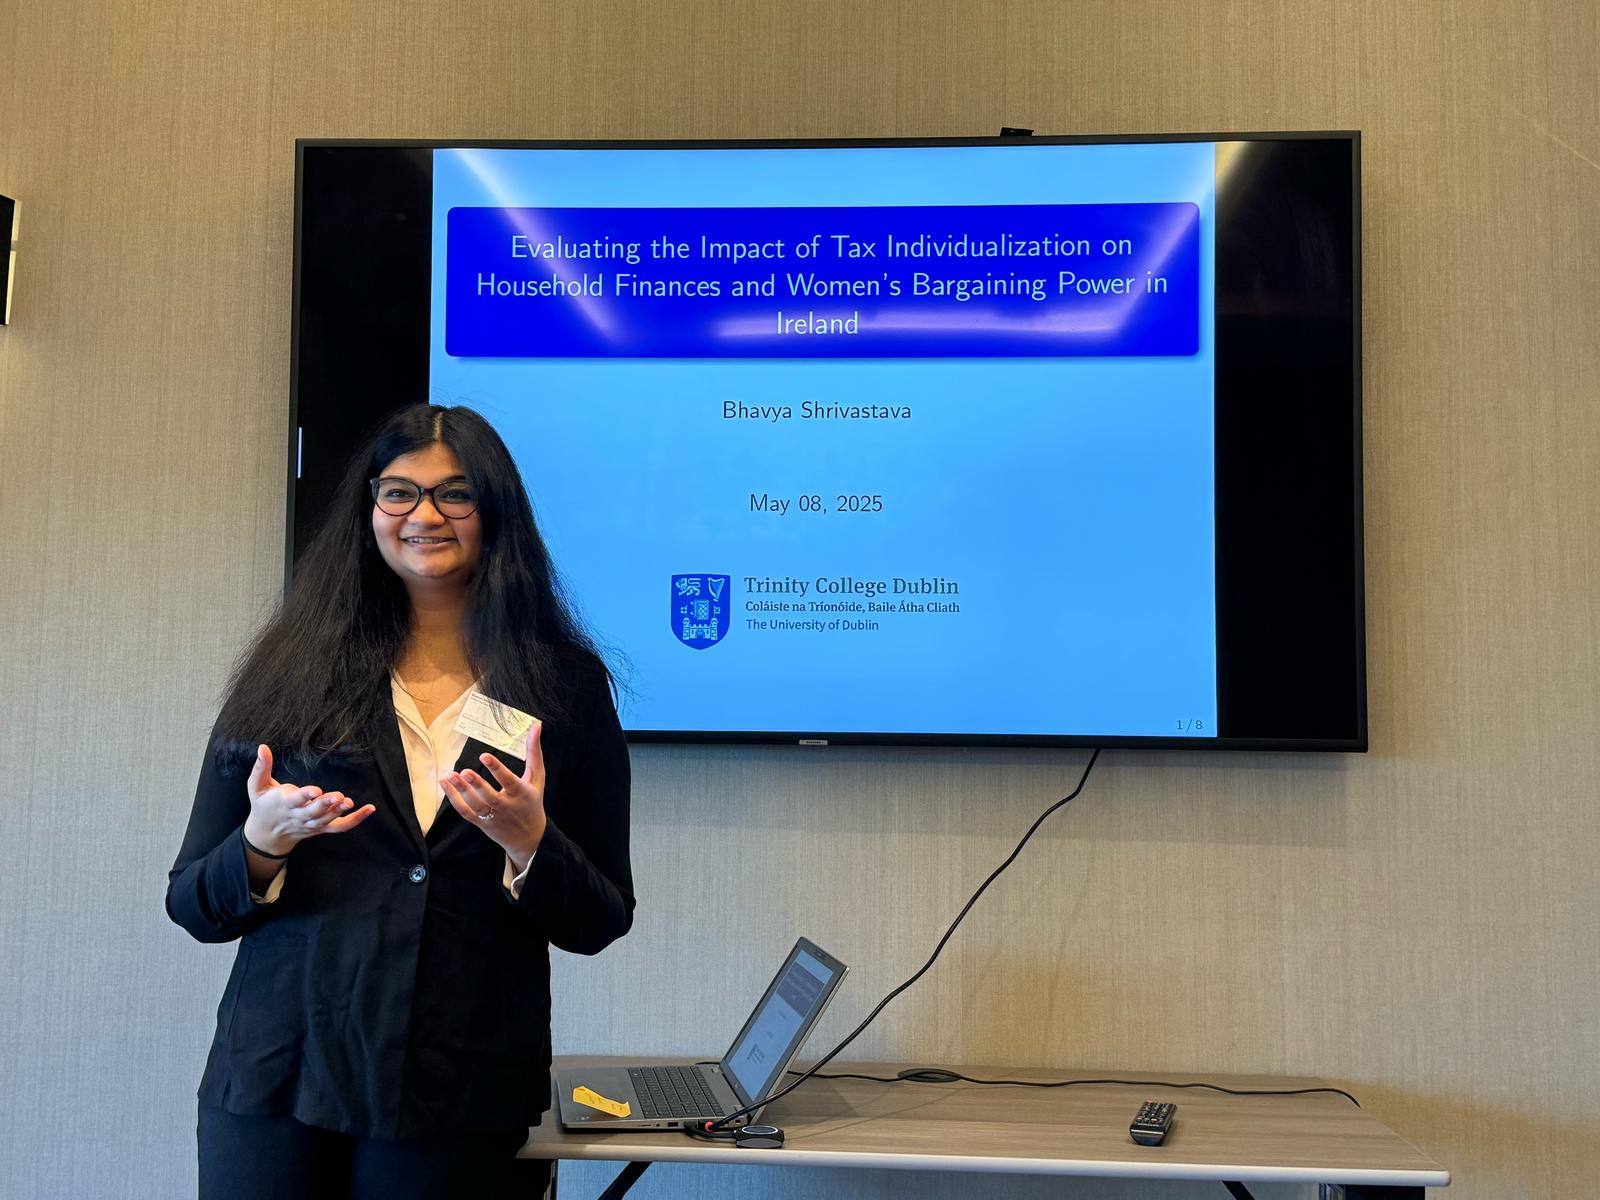 Evaluating the Impact of Tax Individualization on
Household Finances and Women's Bargaining Power in
Ireland
Bhavya Shrivastava
May 08, 2025
Trinity College Dublin
Coláiste na Tríonóide, Baile Átha Cliath
The University of Dublin
1/8